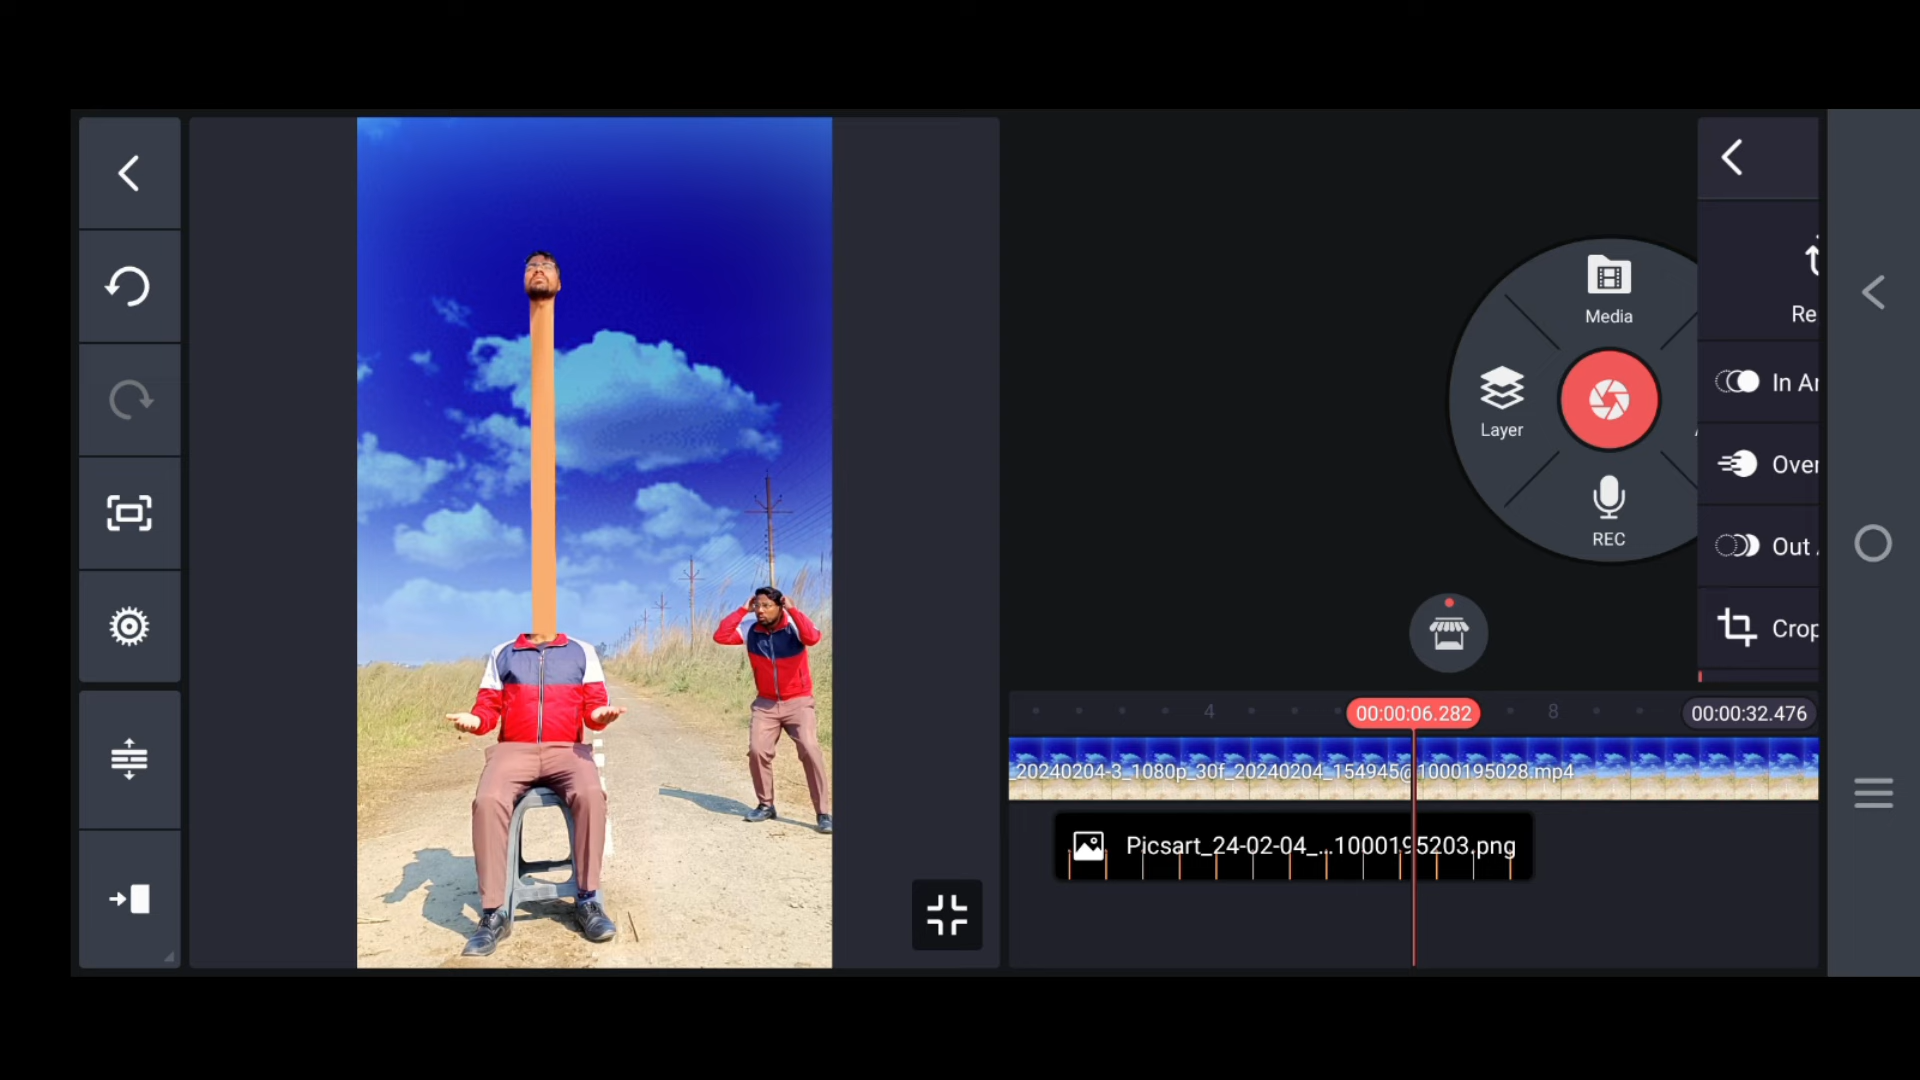 Media
Layer
REC
Re
In Ar
Over
Out
Crop
4
00:00:06.282
8
00:00:32.476
_20240204-3_1080p_30f_20240204_154945@1000195028.mp4
Picsart_24-02-04_...1000195203.png